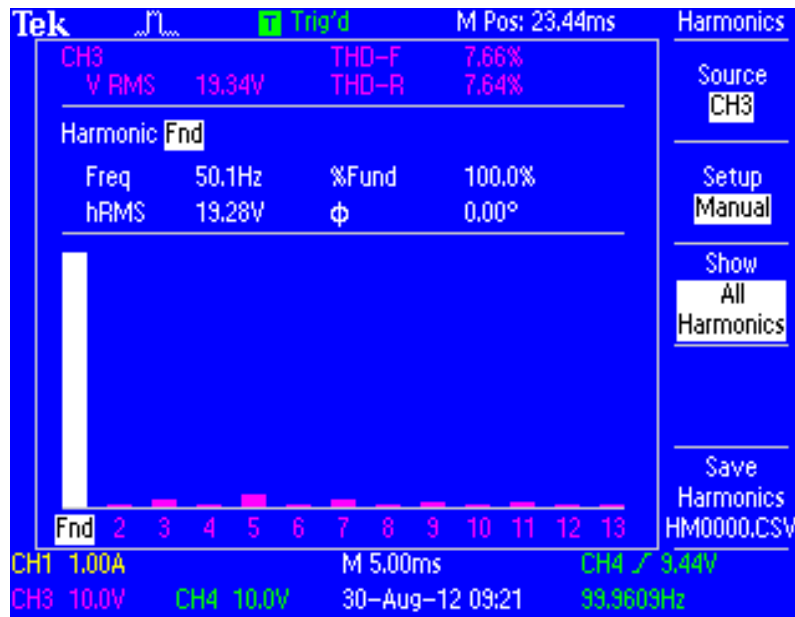 Tek T Trig'd M Pos: 23.44ms Harmonics
CH3 THD-F 7.66%
V RMS 19.34V THD-R 7.64%
Source
CH3
Harmonic Fnd
Freq 50.1Hz %Fund 100.0%
hRMS 19.28V ϕ 0.00°
Setup
Manual
Show
All
Harmonics
Save
Harmonics
HM0000.CSV
Fnd 2 3 4 5 6 7 8 9 10 11 12 13
CH1 1.00A M 5.00ms CH4 9.44V
CH3 10.0V CH4 10.0V 30-Aug-12 09:21 99.9609Hz